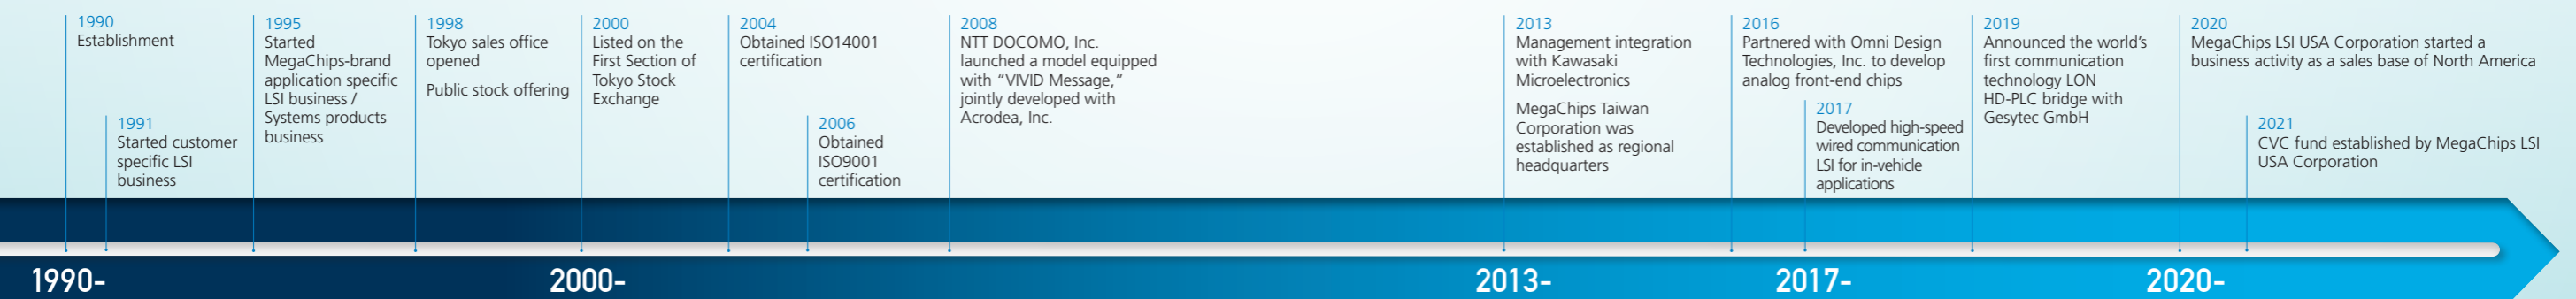 1990
Establishment
1991
Started customer
specific LSI
business
1995
Started
MegaChips-brand
application specific
LSI business /
Systems products
business
1998
Tokyo sales office
opened
Public stock offering
2000
Listed on the
First Section of
Tokyo Stock
Exchange
2004
Obtained ISO14001
certification
2006
Obtained
ISO9001
certification
2008
NTT DOCOMO, Inc.
launched a model equipped
with “VIVID Message,”
jointly developed with
Acrodea, Inc.
2013
Management integration
with Kawasaki
Microelectronics
MegaChips Taiwan
Corporation was
established as regional
headquarters
2016
Partnered with Omni Design
Technologies, Inc. to develop
analog front-end chips
2017
Developed high-speed
wired communication
LSI for in-vehicle
applications
2019
Announced the world’s
first communication
technology LON
HD-PLC bridge with
Gesytec GmbH
2020
MegaChips LSI USA Corporation started a
business activity as a sales base of North America
2021
CVC fund established by MegaChips LSI
USA Corporation
1990-
2000-
2013-
2017-
2020-